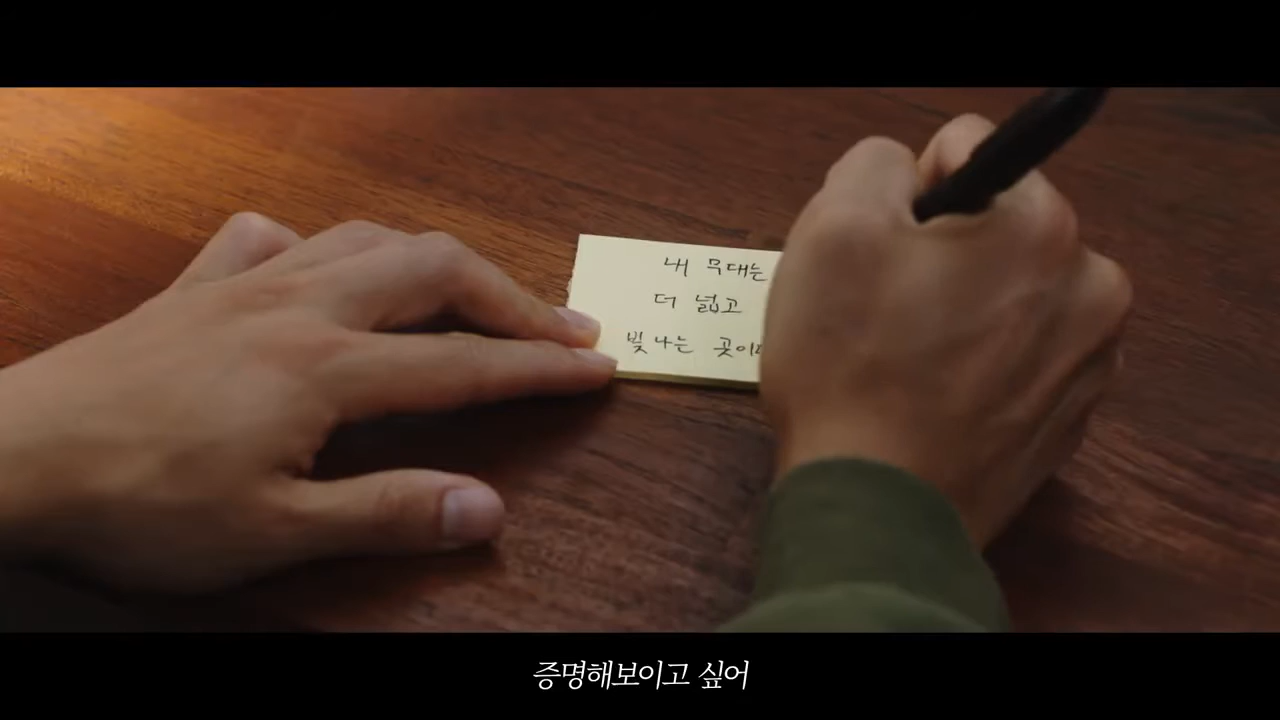 내 무대는
더 넓고
빛나는 곳이
증명해보이고 싶어